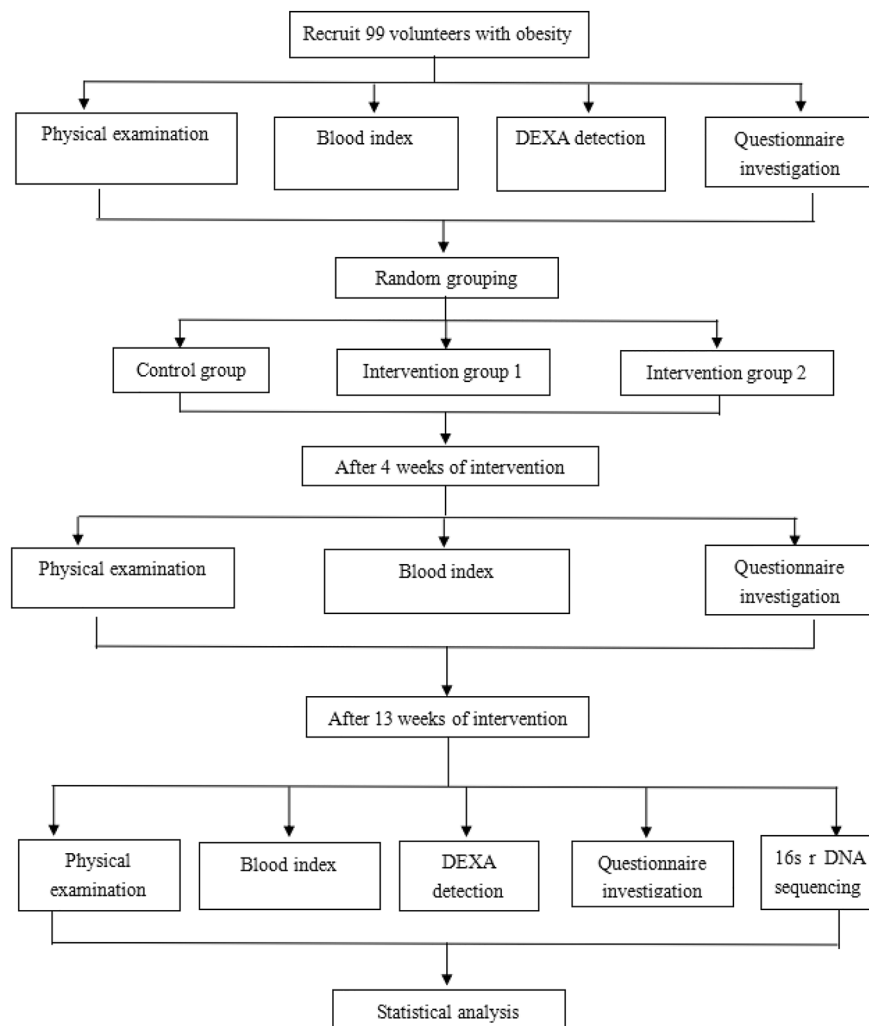 Recruit 99 volunteers with obesity
Physical examination
Blood index
DEXA detection
Questionnaire
investigation
Random grouping
Control group
Intervention group 1
Intervention group 2
After 4 weeks of intervention
Physical examination
Blood index
Questionnaire
investigation
After 13 weeks of intervention
Physical
examination
Blood index
DEXA
detection
Questionnaire
investigation
16s r DNA
sequencing
Statistical analysis